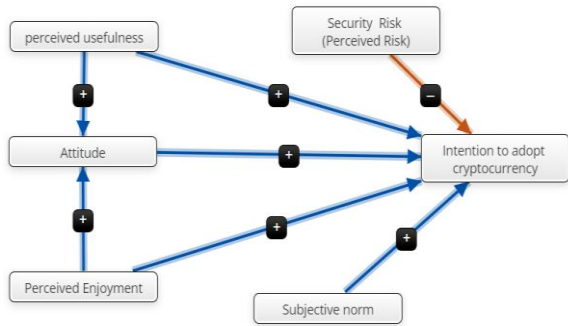 perceived usefulness
Security Risk
(Perceived Risk)
+
+
−
Attitude
+
Intention to adopt
cryptocurrency
+
+
+
Perceived Enjoyment
Subjective norm